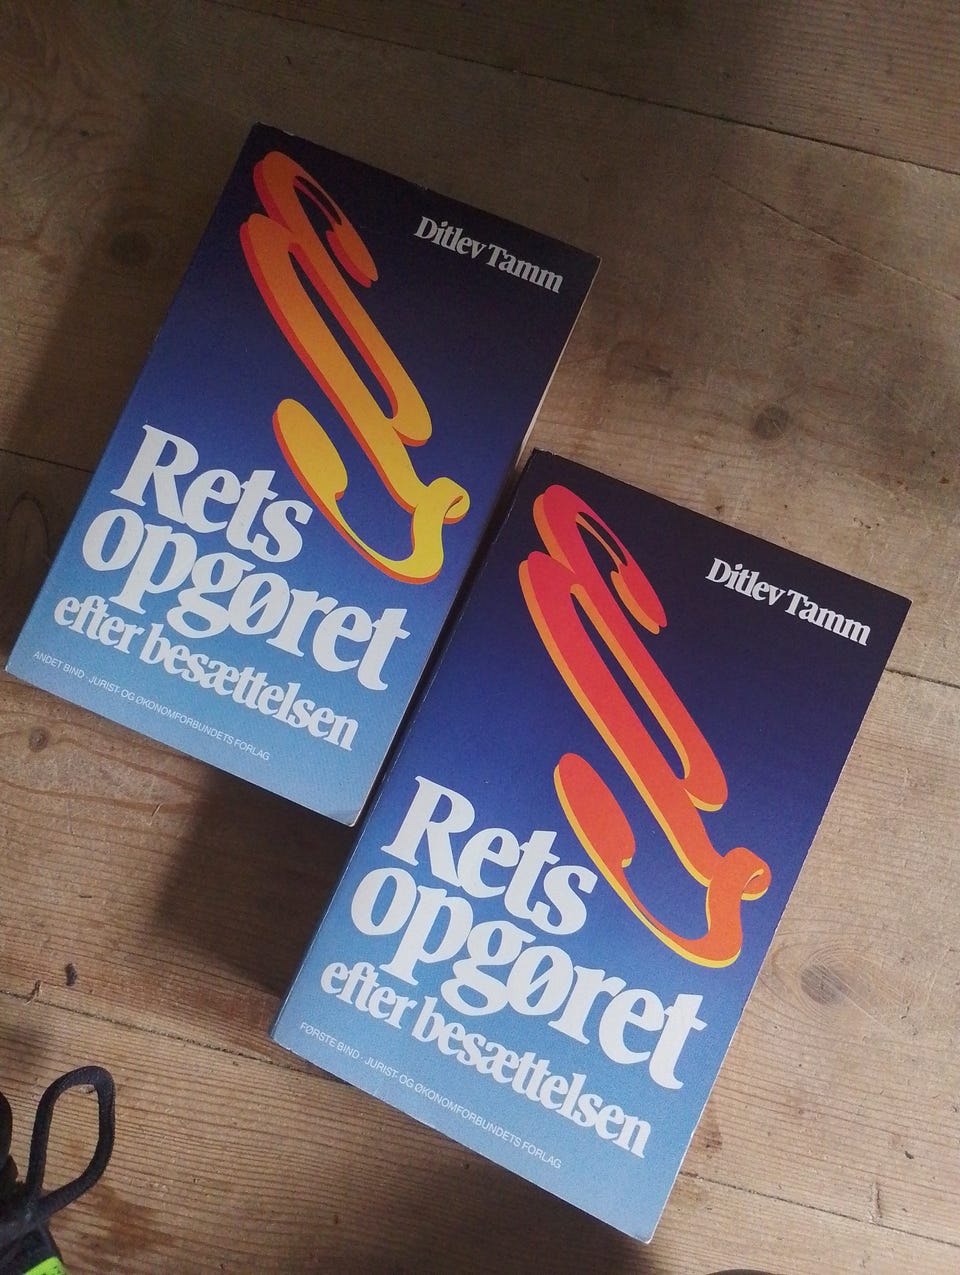 Ditlev Tamm
Rets
opgøret
efter besættelsen
ANDET BIND · JURIST- OG ØKONOMFORBUNDETS FORLAG
Ditlev Tamm
Rets
opgøret
efter besættelsen
FØRSTE BIND · JURIST- OG ØKONOMFORBUNDETS FORLAG